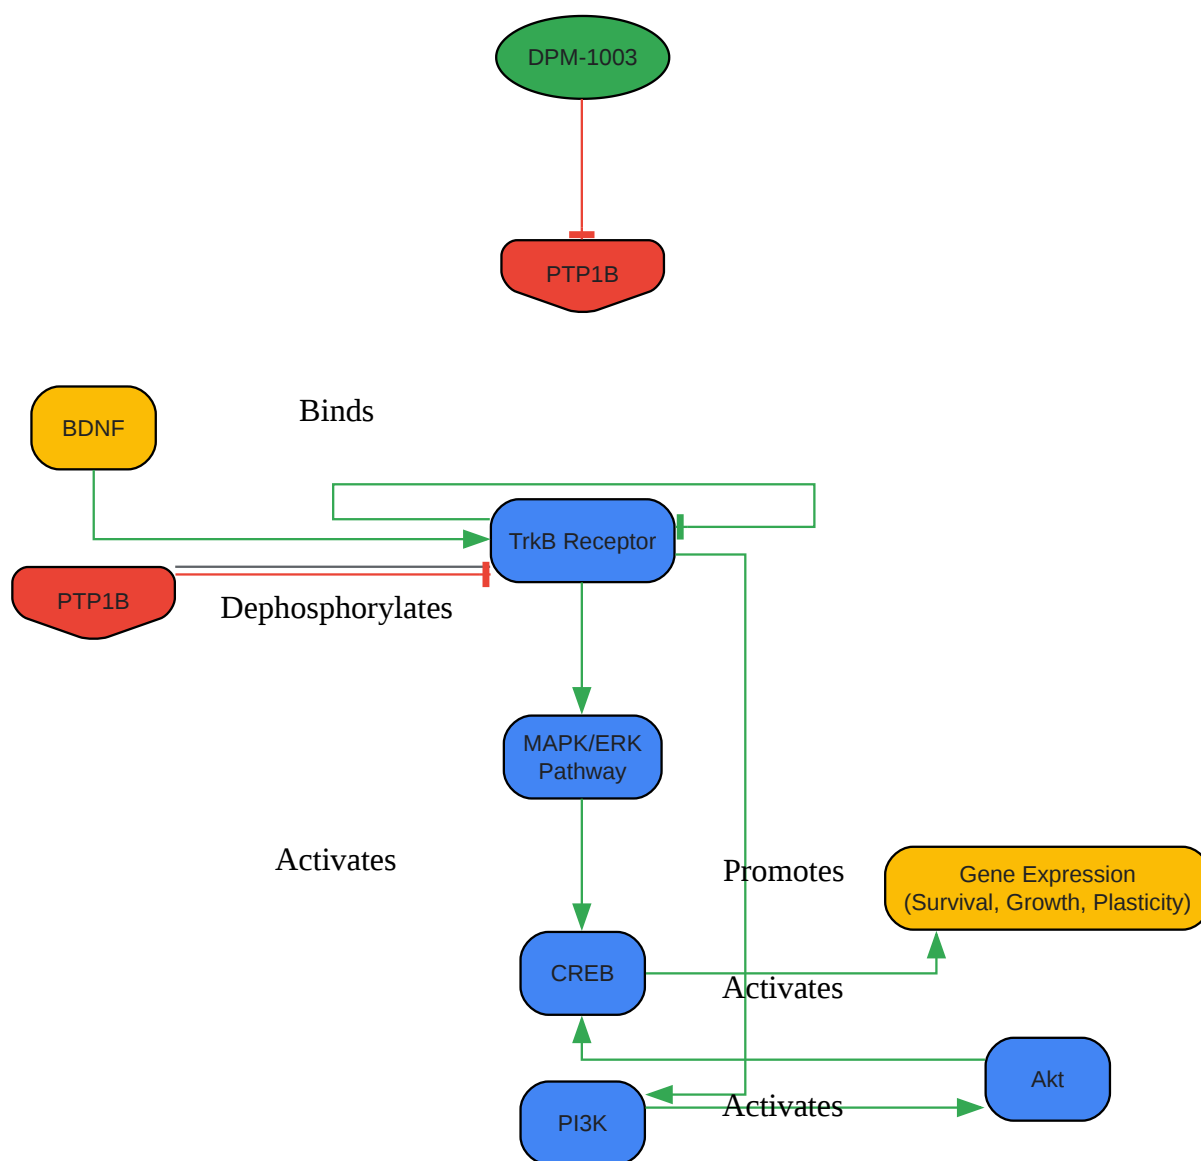 DPM-1003
PTP1B
Binds
BDNF
TrkB Receptor
PTP1B
Dephosphorylates
MAPK/ERK
Pathway
Activates
Promotes
Gene Expression
(Survival, Growth, Plasticity)
CREB
Activates
Akt
PI3K
Activates